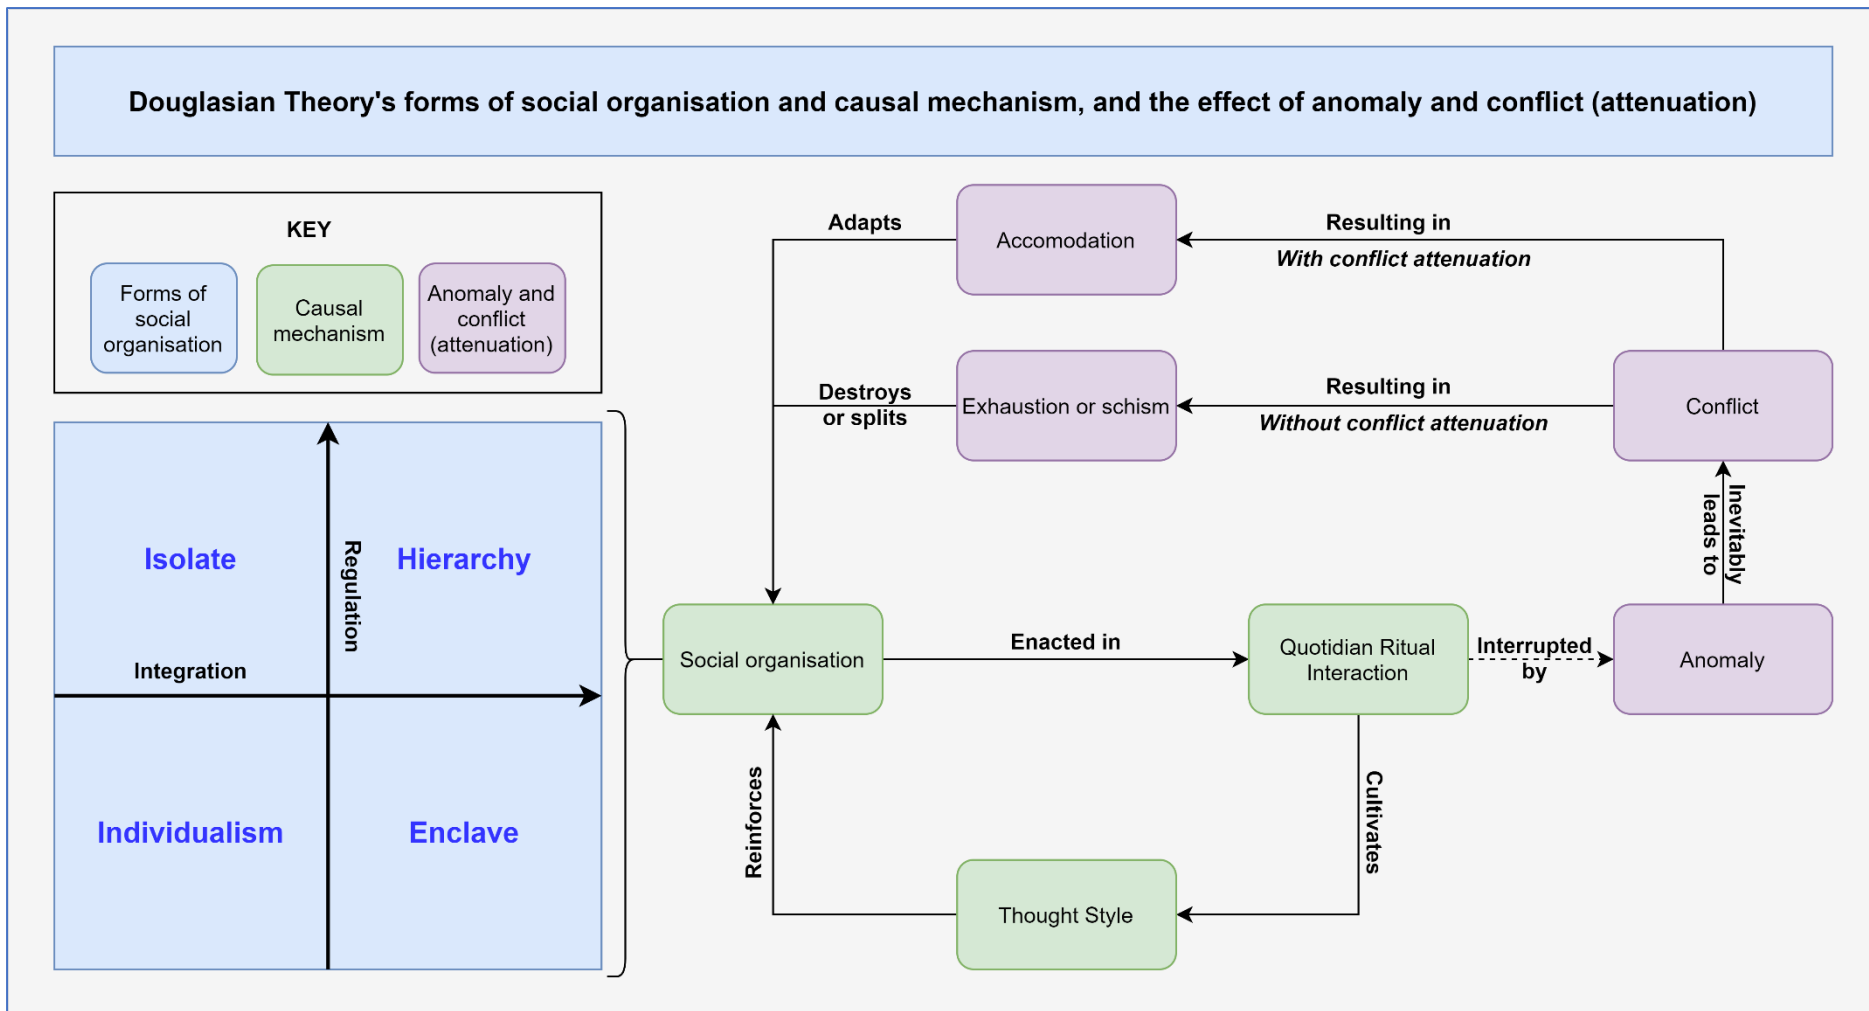 Douglasian Theory's forms of social organisation and causal mechanism, and the effect of anomaly and conflict (attenuation)
KEY
Forms of
social
organisation
Causal
mechanism
Anomaly and
conflict
(attenuation)
Isolate
Hierarchy
Regulation
Integration
Individualism
Enclave
Adapts
Accomodation
Resulting in
With conflict attenuation
Destroys
or splits
Exhaustion or schism
Resulting in
Without conflict attenuation
Conflict
Inevitably
leads to
Social organisation
Enacted in
Quotidian Ritual
Interaction
Interrupted
by
Anomaly
Reinforces
Cultivates
Thought Style